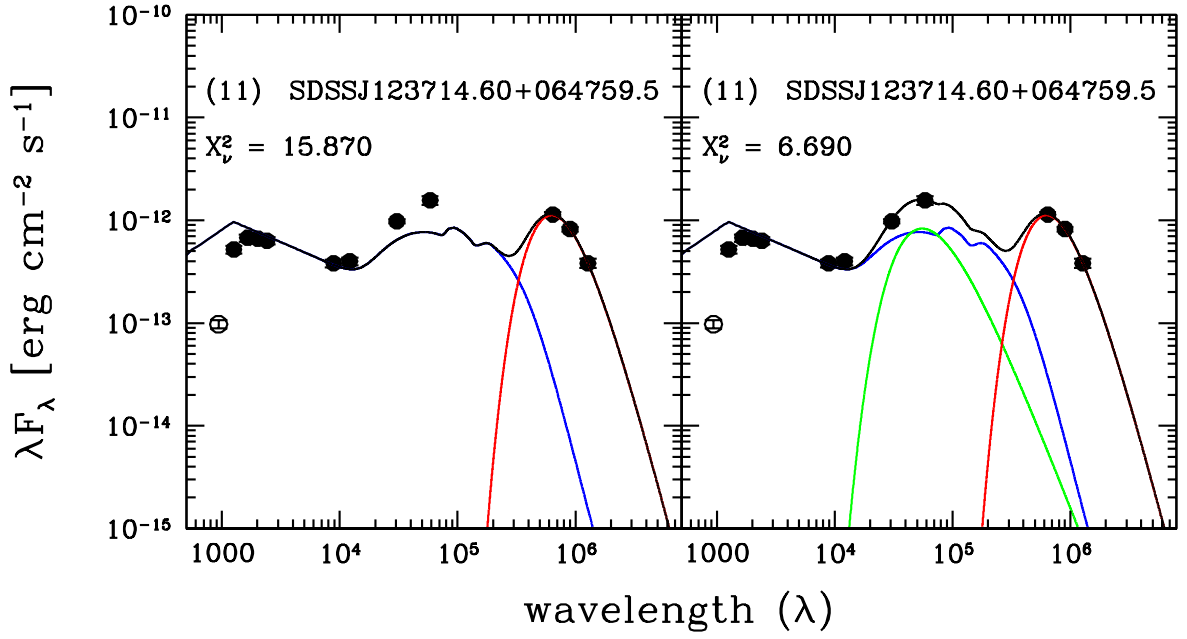 10⁻¹⁰
10⁻¹¹
10⁻¹²
10⁻¹³
10⁻¹⁴
10⁻¹⁵
λF_λ [erg cm⁻² s⁻¹]
(11) SDSSJ123714.60+064759.5
X²_ν = 15.870
(11) SDSSJ123714.60+064759.5
X²_ν = 6.690
1000 10⁴ 10⁵ 10⁶ 1000 10⁴ 10⁵ 10⁶
wavelength (λ)